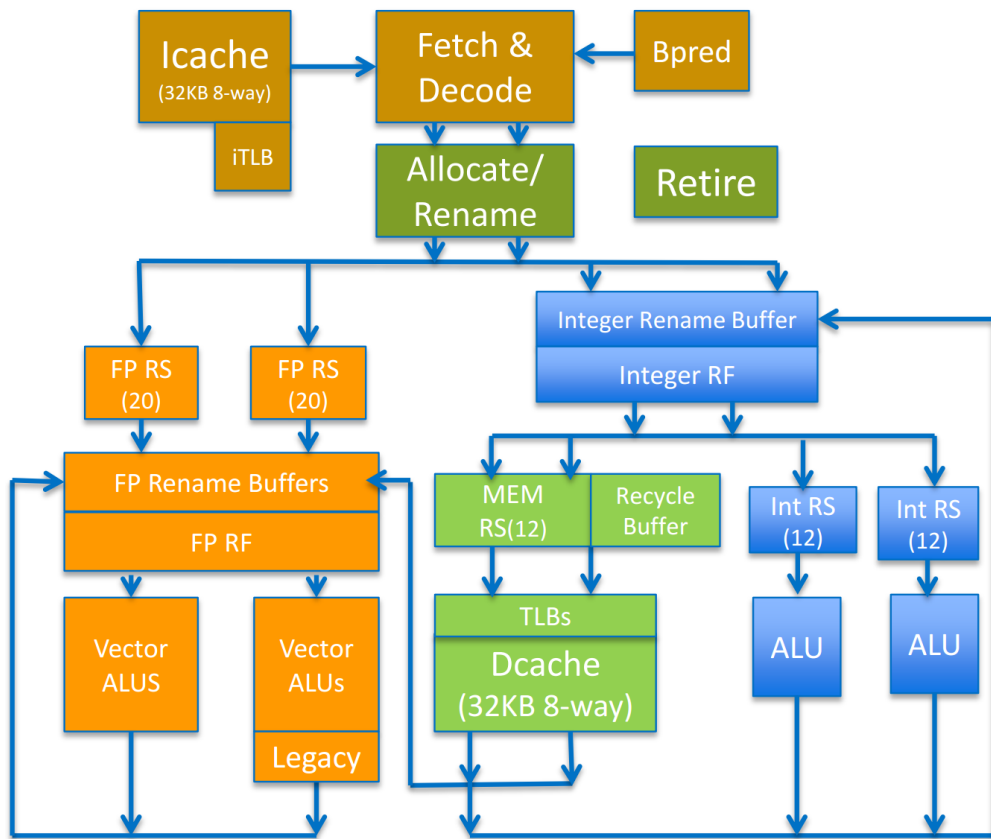 Icache
(32KB 8-way)
iTLB
Fetch &
Decode
Bpred
Allocate/
Rename
Retire
Integer Rename Buffer
Integer RF
FP RS
(20)
FP RS
(20)
FP Rename Buffers
FP RF
MEM
RS(12)
Recycle
Buffer
Int RS
(12)
Int RS
(12)
Vector
ALUS
Vector
ALUs
Legacy
TLBs
Dcache
(32KB 8-way)
ALU
ALU